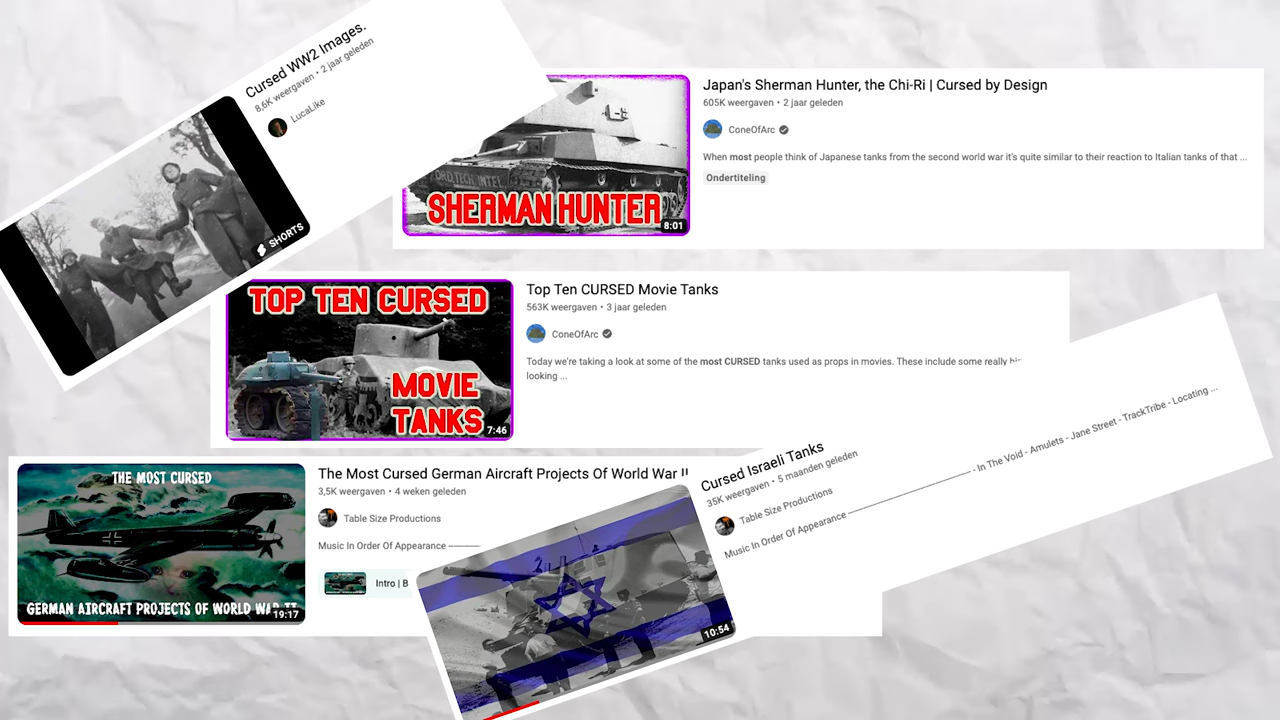 Cursed WW2 Images.
8,6K weergaven • 2 jaar geleden
LucaLike
SHORTS
Japan's Sherman Hunter, the Chi-Ri | Cursed by Design
605K weergaven • 2 jaar geleden
ConeOfArc
When most people think of Japanese tanks from the second world war it's quite similar to their reaction to Italian tanks of that ...
Ondertiteling
ORD.TECH.INTEL.
SHERMAN HUNTER
8:01
TOP TEN CURSED
MOVIE
TANKS
7:46
Top Ten CURSED Movie Tanks
563K weergaven • 3 jaar geleden
ConeOfArc
Today we're taking a look at some of the most CURSED tanks used as props in movies. These include some really
looking ...
THE MOST CURSED
GERMAN AIRCRAFT PROJECTS OF WORLD WAR II
19:17
The Most Cursed German Aircraft Projects Of World War II
3,5K weergaven • 4 weken geleden
Table Size Productions
Music In Order Of Appearance ————
Intro | B
Cursed Israeli Tanks
35K weergaven • 5 maanden geleden
Table Size Productions
Music In Order Of Appearance ———————————————— - In The Void - Amulets - Jane Street - TrackTribe - Locating ...
10:54